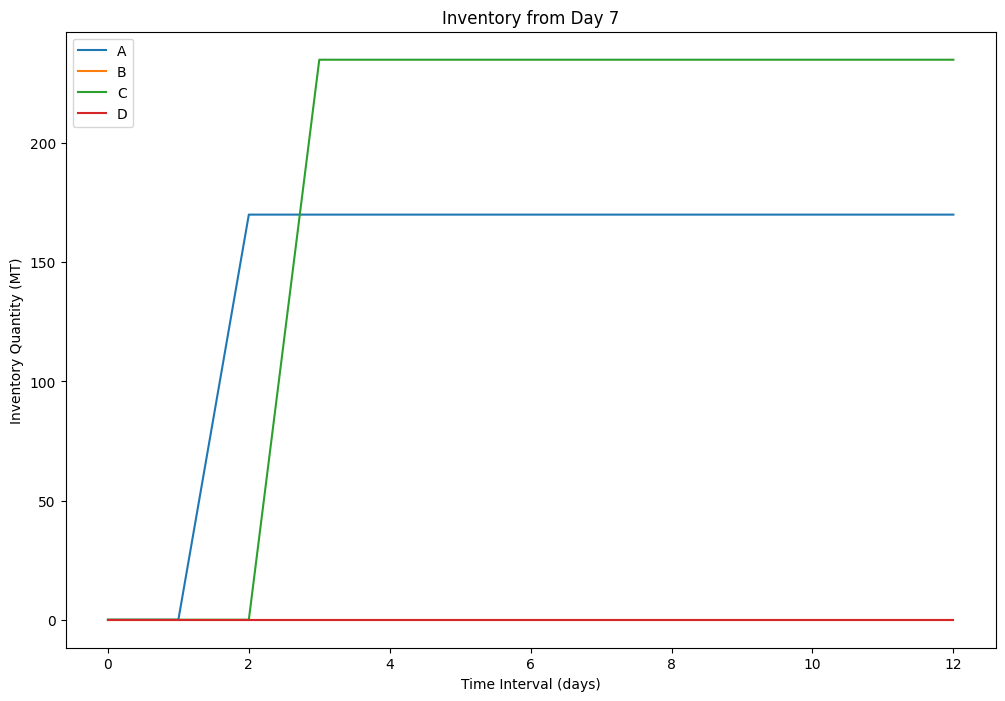 Inventory from Day 7
A
B
C
D
200
150
100
50
0
Inventory Quantity (MT)
0 2 4 6 8 10 12
Time Interval (days)